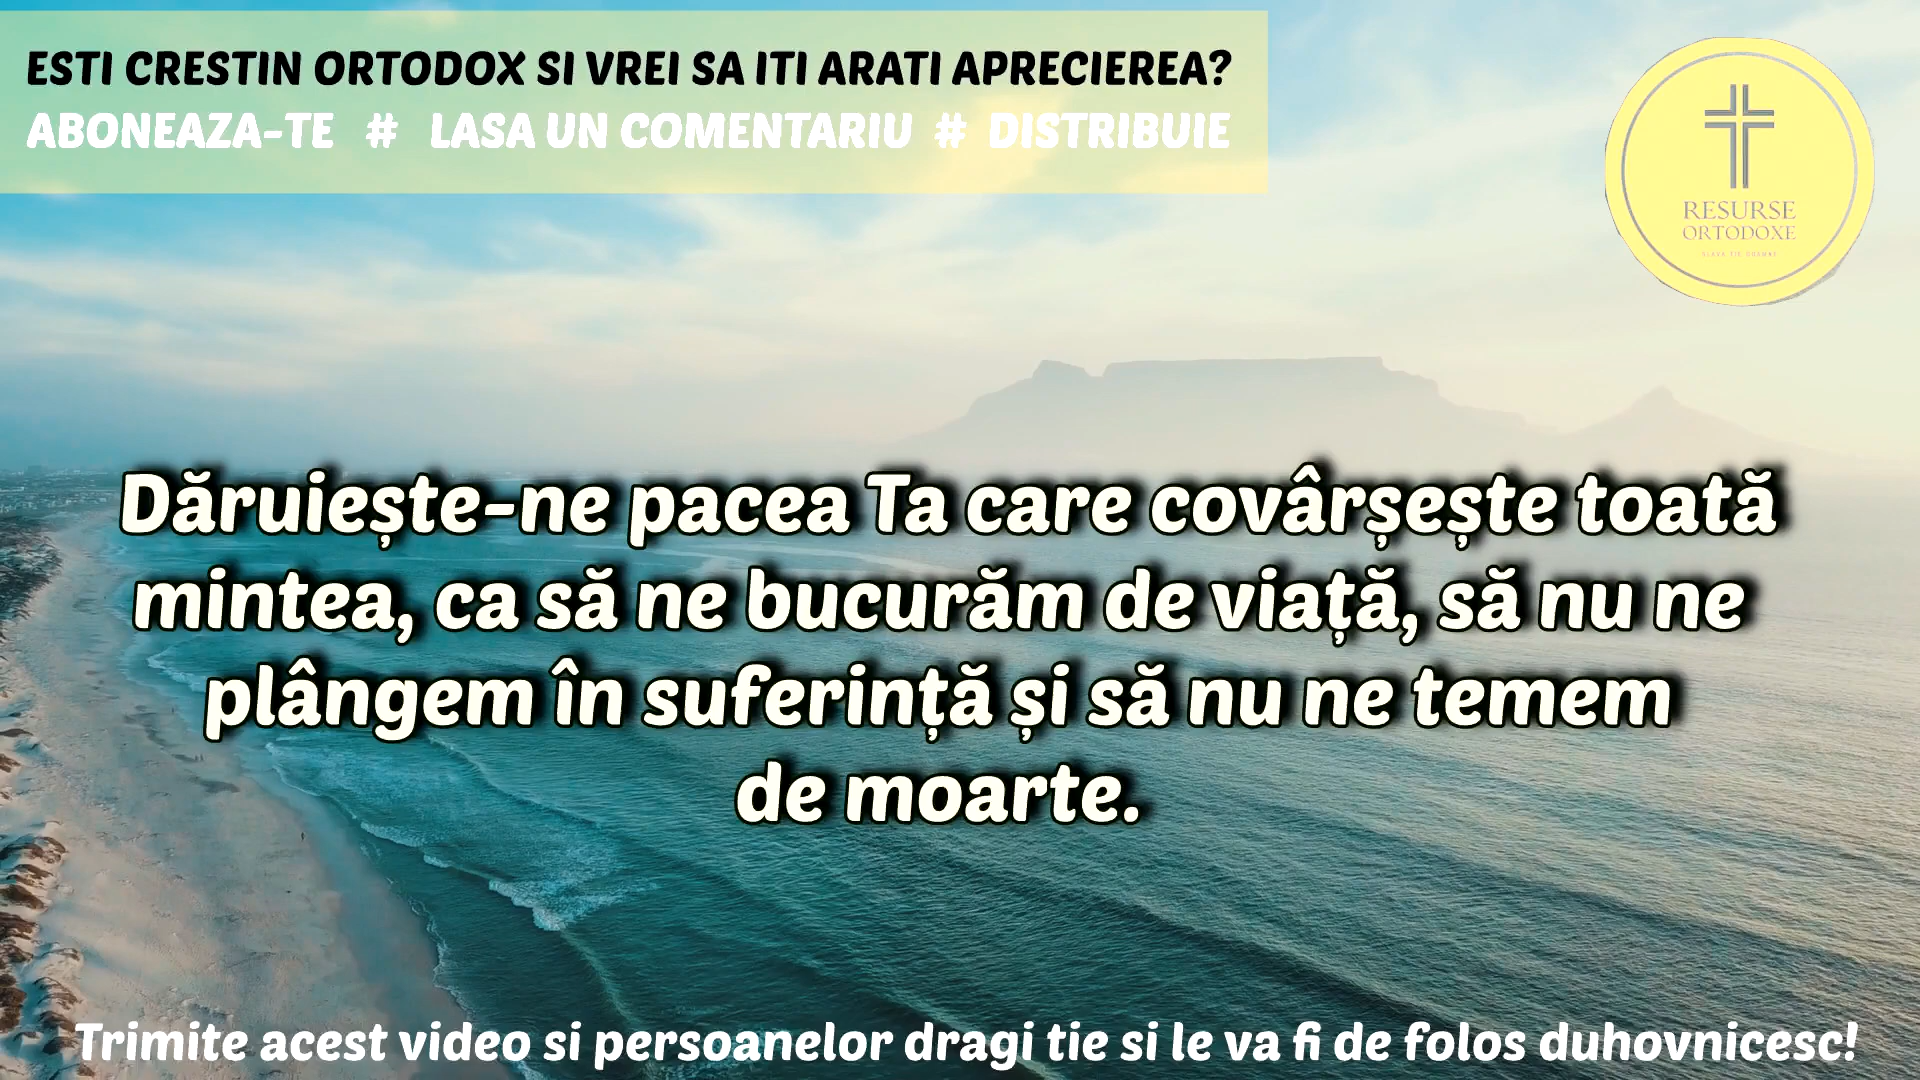 ESTI CRESTIN ORTODOX SI VREI SA ITI ARATI APRECIEREA?
ABONEAZA-TE # LASA UN COMENTARIU # DISTRIBUIE
RESURSE
ORTODOXE
SLAVA TIE DOAMNE
Dăruiește-ne pacea Ta care covârșește toată
mintea, ca să ne bucurăm de viață, să nu ne
plângem în suferință și să nu ne temem
de moarte.
Trimite acest video si persoanelor dragi tie si le va fi de folos duhovnicesc!